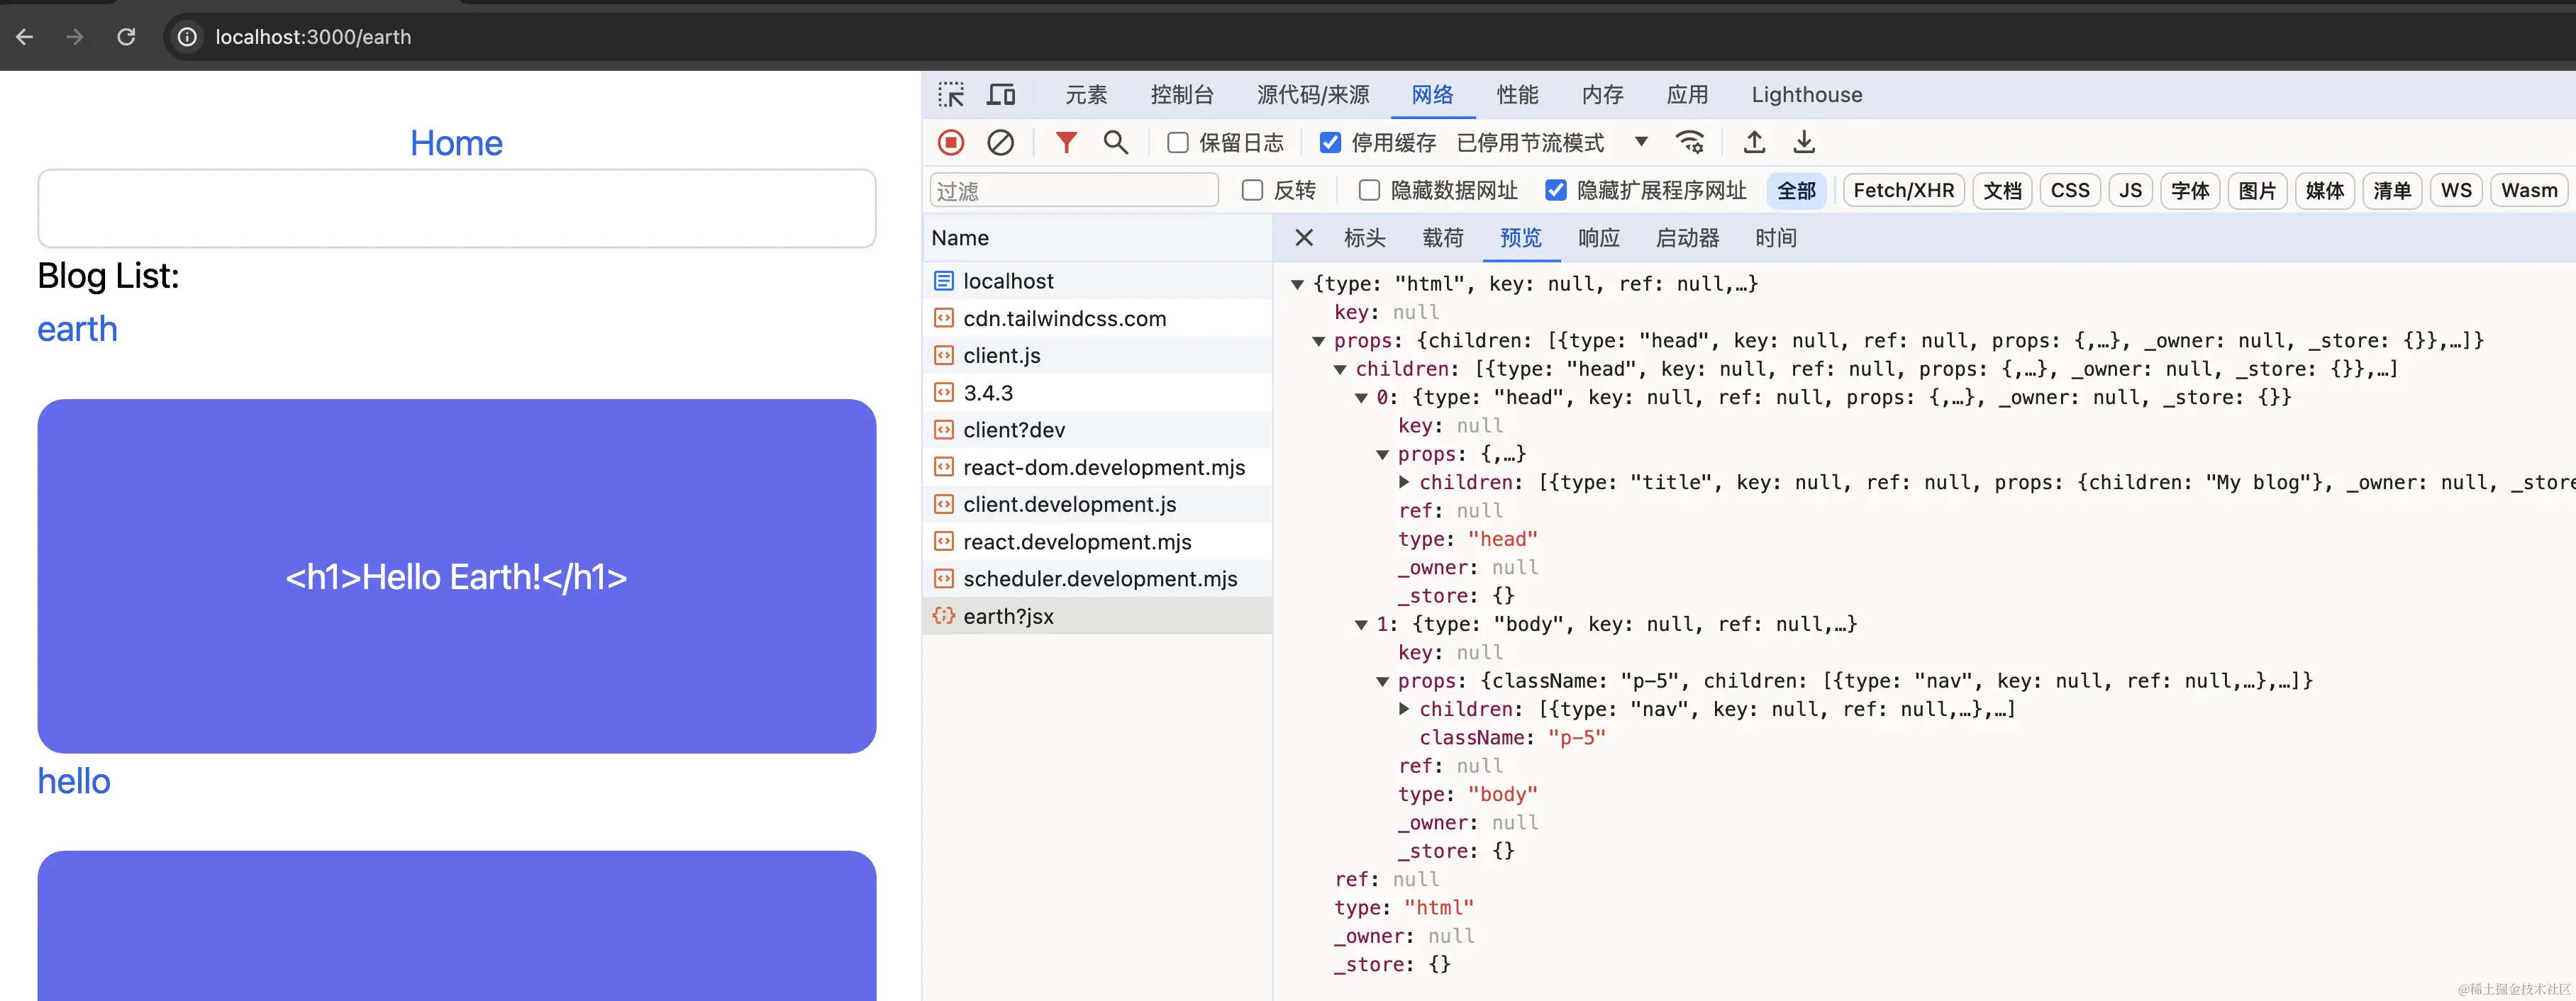 localhost:3000/earth
Home
Blog List:
earth
<h1>Hello Earth!</h1>
hello
元素 控制台 源代码/来源 网络 性能 内存 应用 Lighthouse
保留日志 停用缓存 已停用节流模式
过滤 反转 隐藏数据网址 隐藏扩展程序网址 全部 Fetch/XHR 文档 CSS JS 字体 图片 媒体 清单 WS Wasm
Name
localhost
cdn.tailwindcss.com
client.js
3.4.3
client?dev
react-dom.development.mjs
client.development.js
react.development.mjs
scheduler.development.mjs
earth?jsx
标头 载荷 预览 响应 启动器 时间
{type: "html", key: null, ref: null,…}
key: null
props: {children: [{type: "head", key: null, ref: null, props: {,…}, _owner: null, _store: {}},…]}
children: [{type: "head", key: null, ref: null, props: {,…}, _owner: null, _store: {}},…]
0: {type: "head", key: null, ref: null, props: {,…}, _owner: null, _store: {}}
key: null
props: {,…}
children: [{type: "title", key: null, ref: null, props: {children: "My blog"}, _owner: null, _store
ref: null
type: "head"
_owner: null
_store: {}
1: {type: "body", key: null, ref: null,…}
key: null
props: {className: "p-5", children: [{type: "nav", key: null, ref: null,…},…]}
children: [{type: "nav", key: null, ref: null,…},…]
className: "p-5"
ref: null
type: "body"
_owner: null
_store: {}
ref: null
type: "html"
_owner: null
_store: {}
@稀土掘金技术社区